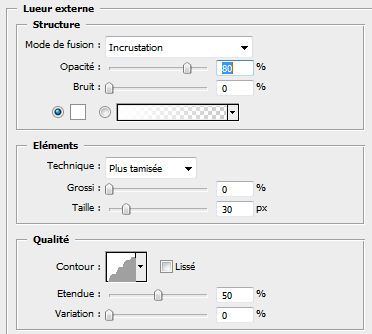 Lueur externe
Structure
Mode de fusion : Incrustation
Opacité : 80 %
Bruit : 0 %
Eléments
Technique : Plus tamisée
Grossi : 0 %
Taille : 30 px
Qualité
Contour : Lissé
Etendue : 50 %
Variation : 0 %